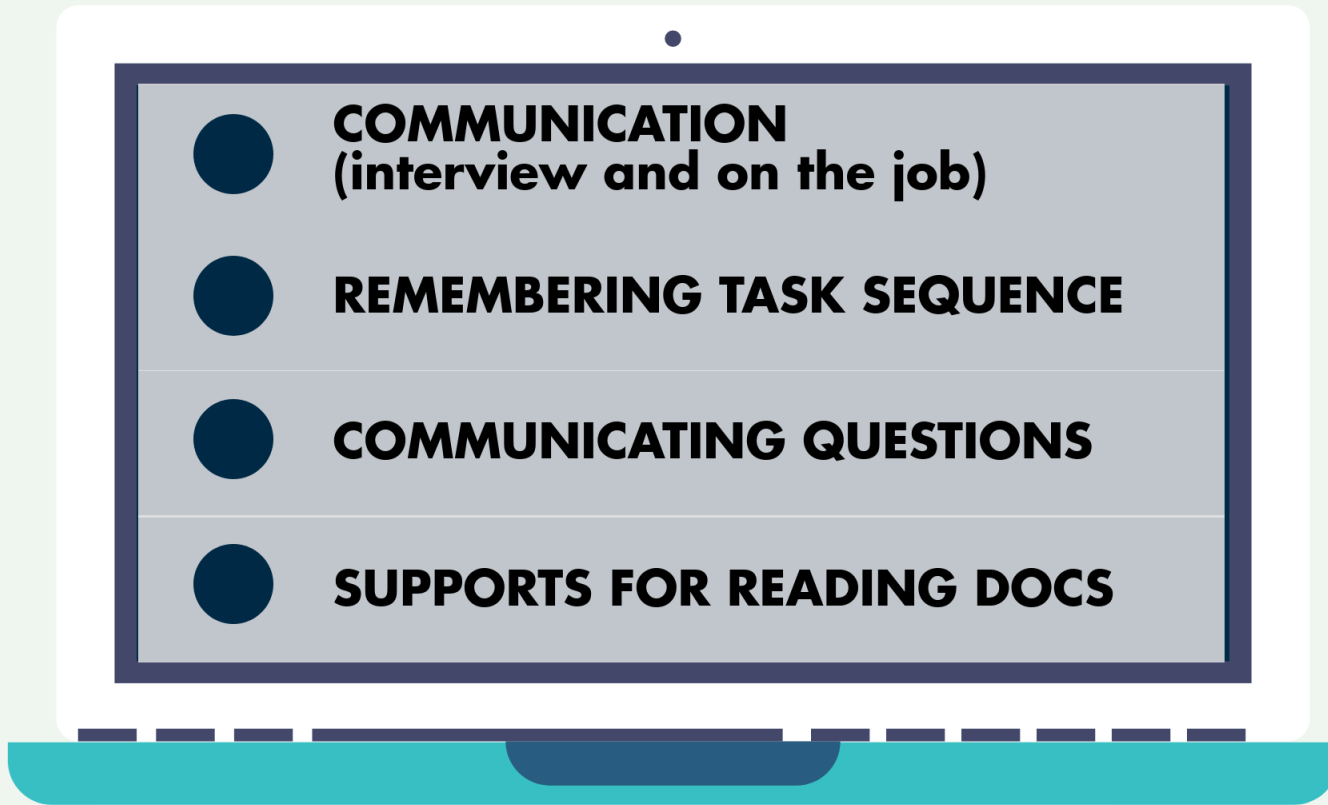 COMMUNICATION
(interview and on the job)
REMEMBERING TASK SEQUENCE
COMMUNICATING QUESTIONS
SUPPORTS FOR READING DOCS